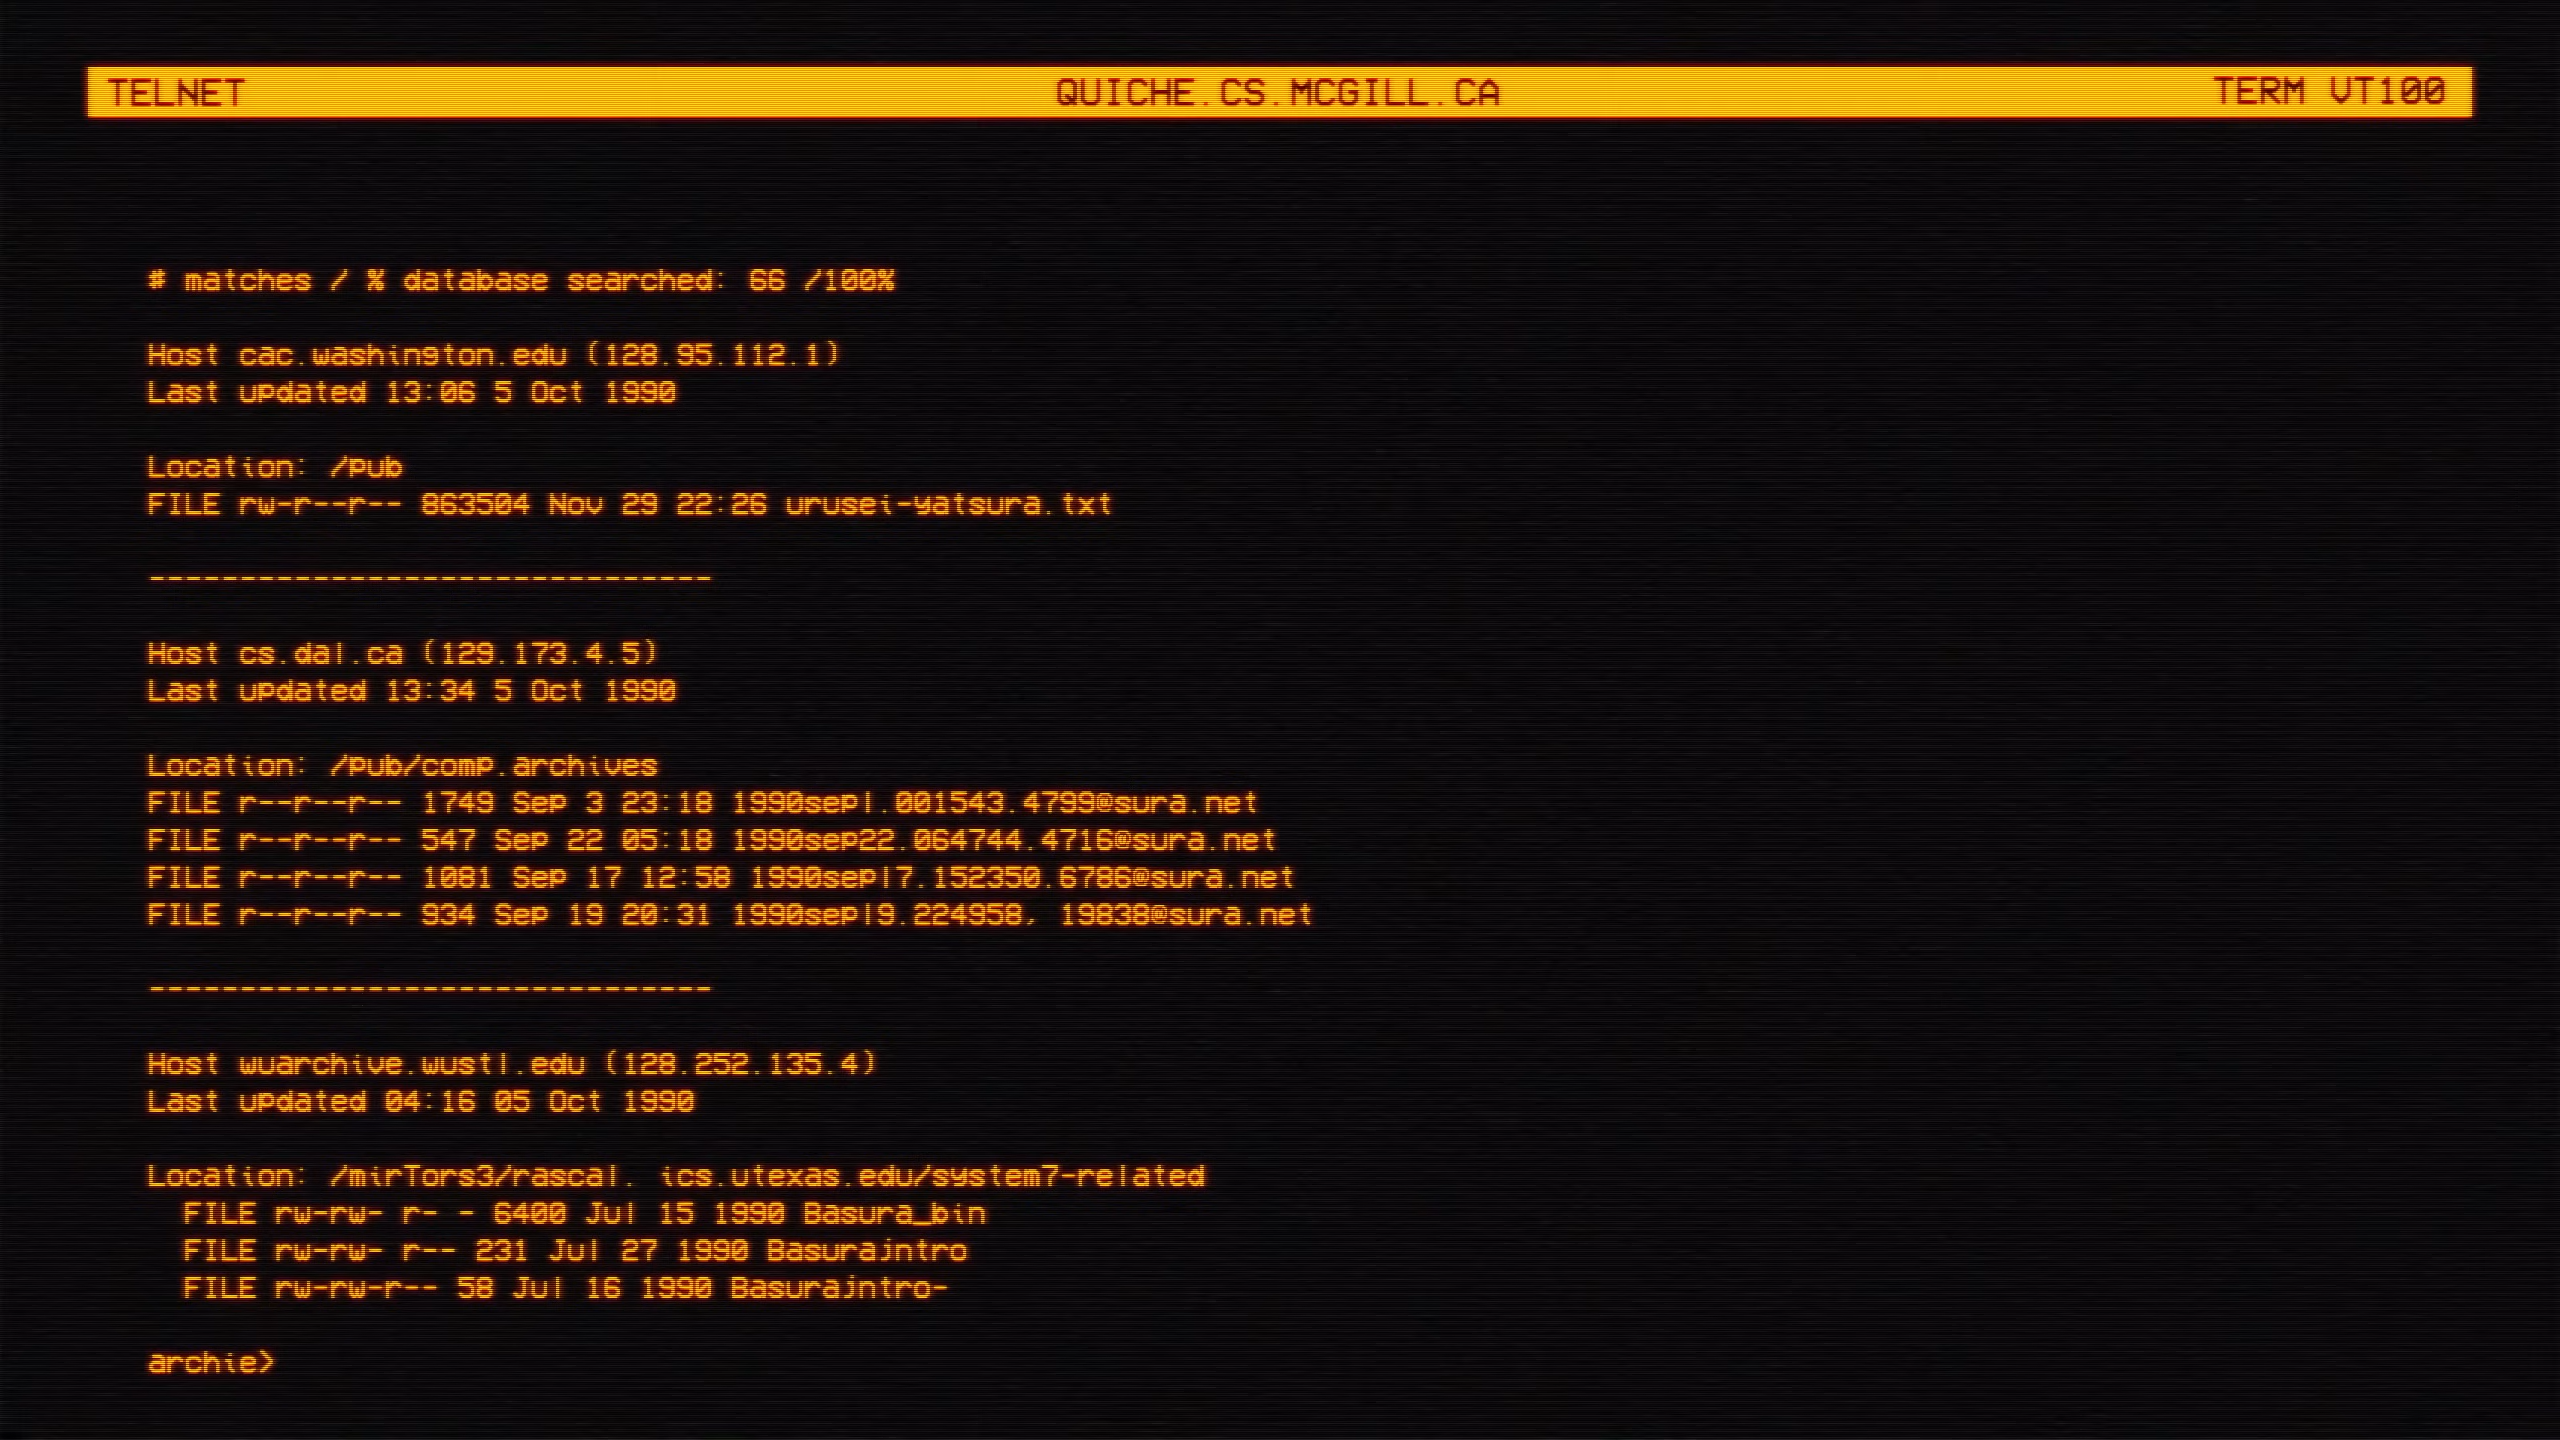 TELNET QUICHE.CS.MCGILL.CA TERM VT100
# matches / % database searched: 66 /100%
Host cac.washington.edu (128.95.112.1)
Last updated 13:06 5 Oct 1990
Location: /pub
FILE rw-r--r-- 863504 Nov 29 22:26 urusei-yatsura.txt
-------------------------------
Host cs.dal.ca (129.173.4.5)
Last updated 13:34 5 Oct 1990
Location: /pub/comp.archives
FILE r--r--r-- 1749 Sep 3 23:18 1990sepl.001543.4799@sura.net
FILE r--r--r-- 547 Sep 22 05:18 1990sep22.064744.4716@sura.net
FILE r--r--r-- 1081 Sep 17 12:58 1990sepl7.152350.6786@sura.net
FILE r--r--r-- 934 Sep 19 20:31 1990sepl9.224958, 19838@sura.net
-------------------------------
Host wuarchive.wustl.edu (128.252.135.4)
Last updated 04:16 05 Oct 1990
Location: /mirTors3/rascal. ics.utexas.edu/system7-related
FILE rw-rw- r- - 6400 Jul 15 1990 Basura_bin
FILE rw-rw- r-- 231 Jul 27 1990 Basurajntro
FILE rw-rw-r-- 58 Jul 16 1990 Basurajntro-
archie>